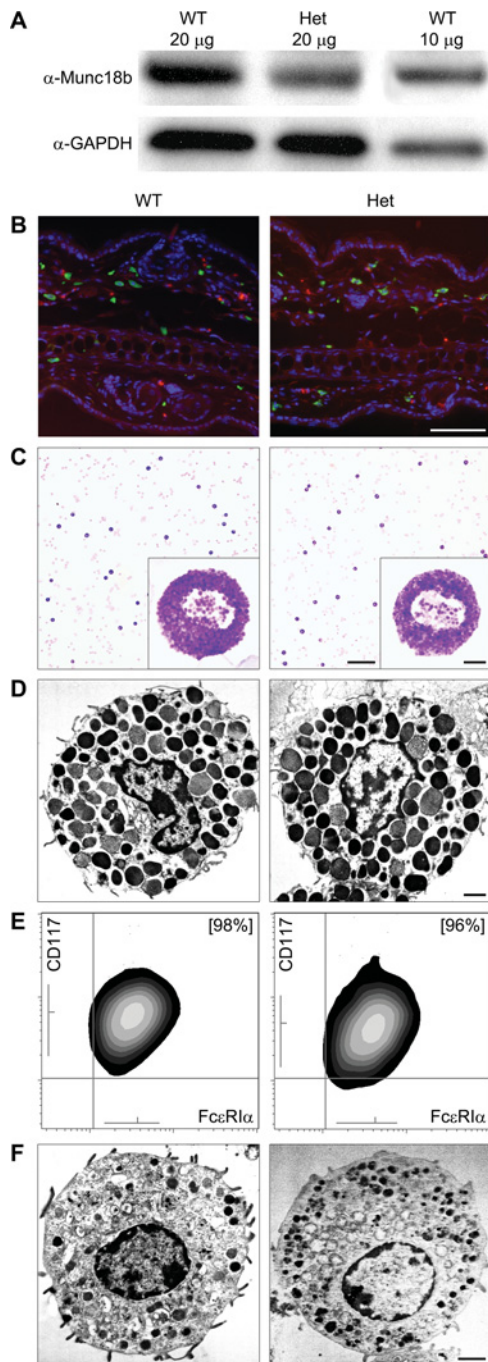 A
WT Het WT
20 μg 20 μg 10 μg
α-Munc18b
α-GAPDH
WT Het
B
C
D
E
CD117 [98%] CD117 [96%]
FcεRIα FcεRIα
F